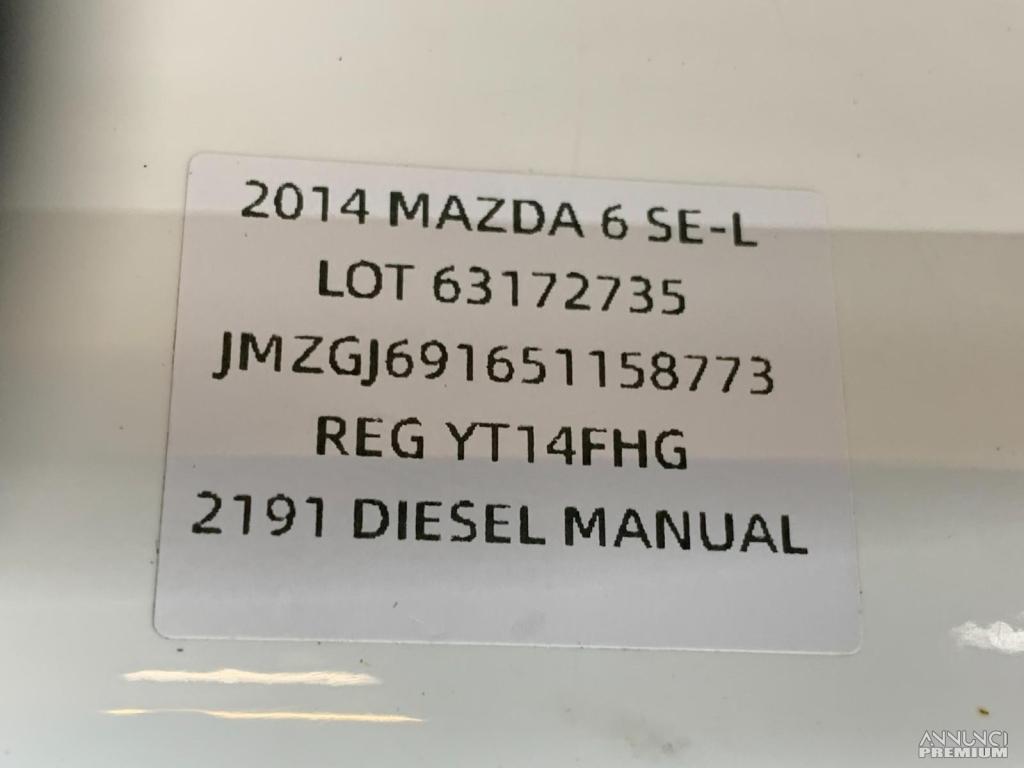 2014 MAZDA 6 SE-L
LOT 63172735
JMZGJ691651158773
REG YT14FHG
2191 DIESEL MANUAL
ANNUNCI
PREMIUM